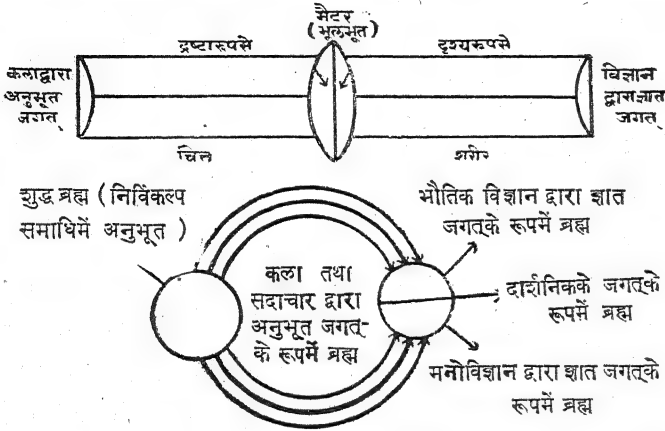 मैटर
(भूलभूत)
द्रष्टारुपसे
दृश्यरुपसे
कलाद्वारा
अनुभूत
जगत्
विज्ञान
द्वाराज्ञात
जगत्
चित्त
शरीर
शुद्ध ब्रह्म (निर्विकल्प
समाधिमें अनुभूत)
कला तथा
सदाचार द्वारा
अनुभूत जगत्-
के रूपमें ब्रह्म
भौतिक विज्ञान द्वारा ज्ञात
जगत्के रूपमें ब्रह्म
दार्शनिकके जगत्के
रूपमें ब्रह्म
मनोविज्ञान द्वारा ज्ञात जगत्के
रूपमें ब्रह्म